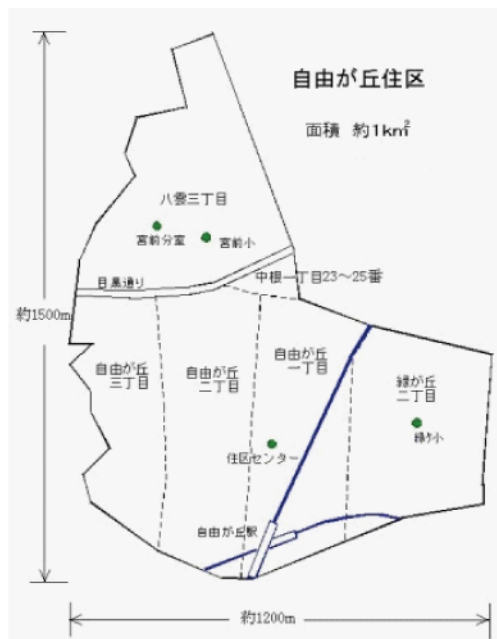 自由が丘住区
面積 約1km²
八雲三丁目
宮前分室
宮前小
目黒通り
中根一丁目23～25番
約1500m
自由が丘
三丁目
自由が丘
二丁目
自由が丘
一丁目
緑が丘
二丁目
緑ヶ小
住区センター
自由が丘駅
約1200m